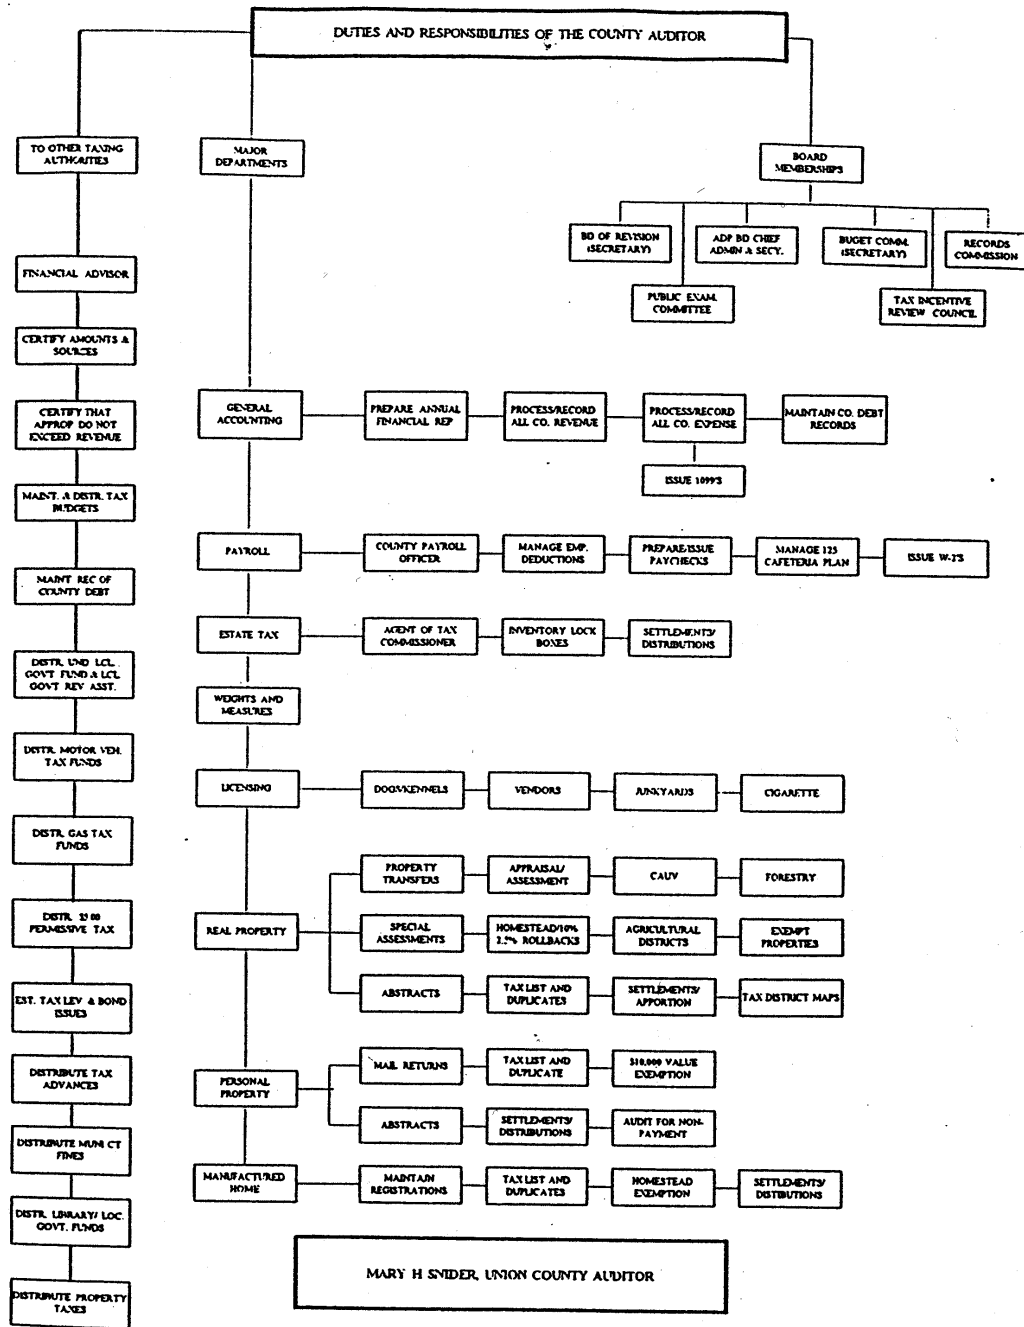 DUTIES AND RESPONSIBILITIES OF THE COUNTY AUDITOR
TO OTHER TAXING
AUTHORITIES
FINANCIAL ADVISOR
CERTIFY AMOUNTS &
SOURCES
CERTIFY THAT
APPROP DO NOT
EXCEED REVENUE
MAINT. & DISTR. TAX
BUDGETS
MAINT REC OF
COUNTY DEBT
DISTR. UND LCL.
GOVT FUND & LCL
GOVT REV ASST.
DISTR. MOTOR VEH.
TAX FUNDS
DISTR. GAS TAX
FUNDS
DISTR.
PERMISSIVE TAX
EST. TAX LEV & BOND
ISSUES
DISTRIBUTE TAX
ADVANCES
DISTRIBUTE MUNI CT
FINES
DISTR. LIBRARY/ LOC.
GOVT. FUNDS
DISTRIBUTE PROPERTY
TAXES
MAJOR
DEPARTMENTS
BOARD
MEMBERSHIPS
BD OF REVISION
(SECRETARY)
ADP BD CHIEF
ADMIN & SECY.
BUGET COMM.
(SECRETARY)
RECORDS
COMMISSION
PUBLIC EXAM.
COMMITTEE
TAX INCENTIVE
REVIEW COUNCIL
GENERAL
ACCOUNTING
PREPARE ANNUAL
FINANCIAL REP
PROCESS/RECORD
ALL CO. REVENUE
PROCESS/RECORD
ALL CO. EXPENSE
MAINTAIN CO. DEBT
RECORDS
ISSUE 1099'S
PAYROLL
COUNTY PAYROLL
OFFICER
MANAGE EMP.
DEDUCTIONS
PREPARE/ISSUE
PAYCHECKS
MANAGE 125
CAFETERIA PLAN
ISSUE W-2'S
ESTATE TAX
AGENT OF TAX
COMMISSIONER
INVENTORY LOCK
BOXES
SETTLEMENTS/
DISTRIBUTIONS
WEIGHTS AND
MEASURES
LICENSING
DOGS/KENNELS
VENDORS
JUNKYARDS
CIGARETTE
REAL PROPERTY
PROPERTY
TRANSFERS
APPRAISAL/
ASSESSMENT
CAUV
FORESTRY
SPECIAL
ASSESSMENTS
HOMESTEAD/10%
2.5% ROLLBACKS
AGRICULTURAL
DISTRICTS
EXEMPT
PROPERTIES
ABSTRACTS
TAX LIST AND
DUPLICATES
SETTLEMENTS/
APPORTION
TAX DISTRICT MAPS
PERSONAL
PROPERTY
MAIL RETURNS
TAX LIST AND
DUPLICATE
$10,000 VALUE
EXEMPTION
ABSTRACTS
SETTLEMENTS/
DISTRIBUTIONS
AUDIT FOR NON-
PAYMENT
MANUFACTURED
HOME
MAINTAIN
REGISTRATIONS
TAX LIST AND
DUPLICATES
HOMESTEAD
EXEMPTION
SETTLEMENTS/
DISTRIBUTIONS
MARY H SNIDER, UNION COUNTY AUDITOR